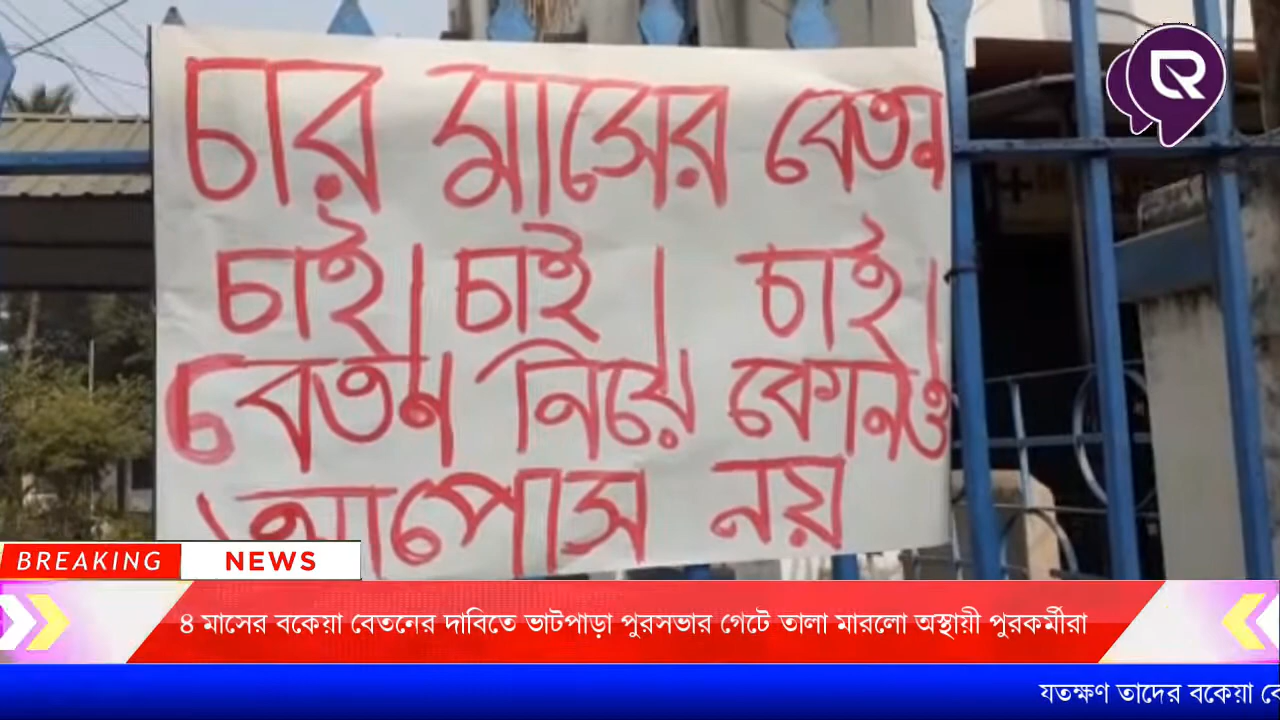 চার মাসের বেতন
চাই। চাই। চাই।
বেতন নিয়ে কোনও
আপোস নয়
BREAKING NEWS
৪ মাসের বকেয়া বেতনের দাবিতে ভাটপাড়া পুরসভার গেটে তালা মারলো অস্থায়ী পুরকর্মীরা
যতক্ষণ তাদের বকেয়া